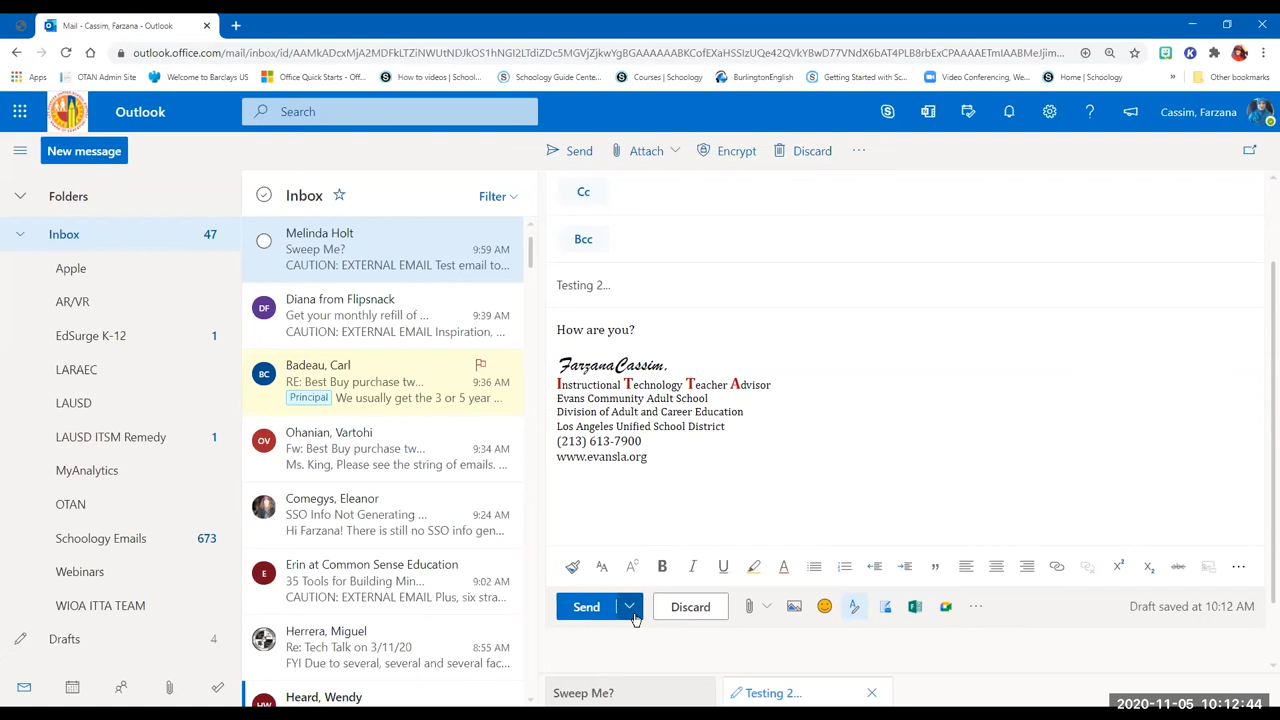 Mail - Cassim, Farzana - Outlook
outlook.office.com/mail/inbox/id/AAMkADcxMjA2MDFkLTZiNWUtNDJkOS1hNGI2LTdiZDc5MGVjZjkwYgBGAAAAAABKCofEXaHSSIzUQe42QVkYBwD77VNdX6bAT4PLB8rbExCPAAAAETmIAABMeJjim...
Apps
OTAN Admin Site
Welcome to Barclays US
Office Quick Starts - Off...
How to videos | School...
Schoology Guide Cente...
Courses | Schoology
BurlingtonEnglish
Getting Started with Sc...
Video Conferencing, We...
Home | Schoology
»
Other bookmarks
Outlook
Search
Cassim, Farzana
New message
Send
Attach
Encrypt
Discard
...
Folders
Inbox
Filter
Cc
Inbox 47
Apple
AR/VR
EdSurge K-12 1
LARAEC
LAUSD
LAUSD ITSM Remedy 1
MyAnalytics
OTAN
Schoology Emails 673
Webinars
WIOA ITTA TEAM
Drafts 4
Melinda Holt
Sweep Me? 9:59 AM
CAUTION: EXTERNAL EMAIL Test email to...
DF
Diana from Flipsnack
Get your monthly refill of ... 9:39 AM
CAUTION: EXTERNAL EMAIL Inspiration, ...
BC
Badeau, Carl
RE: Best Buy purchase tw... 9:36 AM
Principal We usually get the 3 or 5 year ...
OV
Ohanian, Vartohi
Fw: Best Buy purchase tw... 9:34 AM
Ms. King, Please see the string of emails. ...
Comegys, Eleanor
SSO Info Not Generating ... 9:24 AM
Hi Farzana! There is still no SSO info gen...
E
Erin at Common Sense Education
35 Tools for Building Min... 9:02 AM
CAUTION: EXTERNAL EMAIL Plus, six stra...
Herrera, Miguel
Re: Tech Talk on 3/11/20 8:55 AM
FYI Due to several, several and several fac...
HW
Heard, Wendy
Bcc
Testing 2...
How are you?
Farzana Cassim.
Instructional Technology Teacher Advisor
Evans Community Adult School
Division of Adult and Career Education
Los Angeles Unified School District
(213) 613-7900
www.evansla.org
Send
Discard
Draft saved at 10:12 AM
Sweep Me?
Testing 2...
2020-11-05 10:12:44